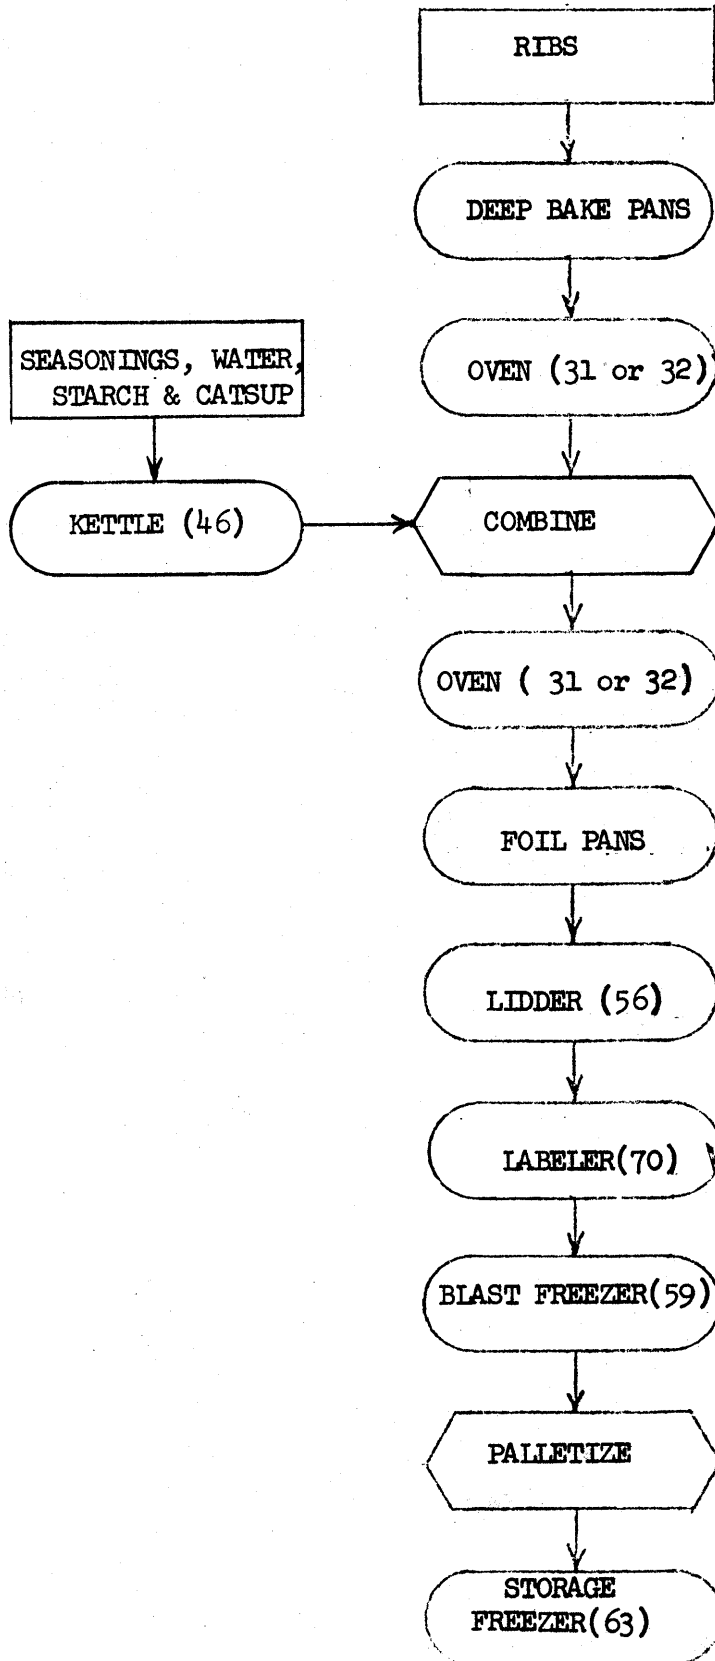 RIBS
DEEP BAKE PANS
OVEN (31 or 32)
SEASONINGS, WATER,
STARCH & CATSUP
KETTLE (46)
COMBINE
OVEN ( 31 or 32)
FOIL PANS
LIDDER (56)
LABELER(70)
BLAST FREEZER(59)
PALLETIZE
STORAGE
FREEZER(63)